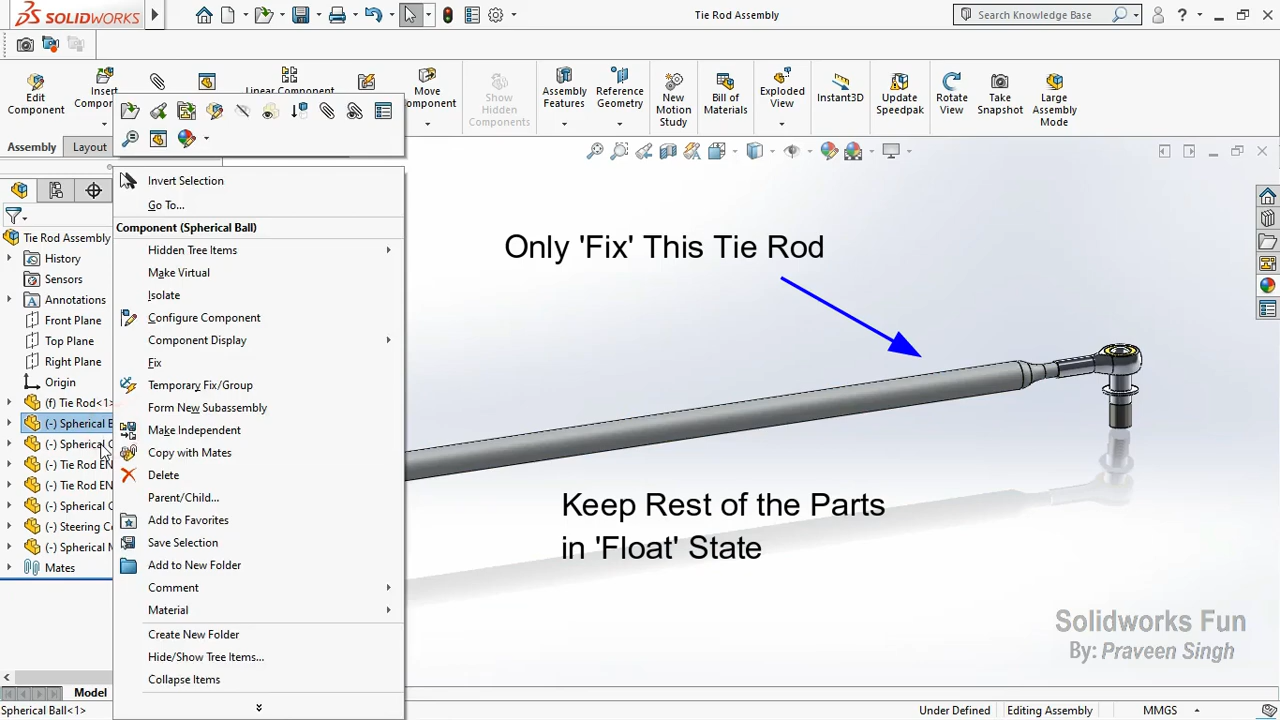 SOLIDWORKS
Tie Rod Assembly
Search Knowledge Base
?
Edit
Component
Insert
Linear Component
Move
Show
Hidden
Components
Assembly
Features
Reference
Geometry
New
Motion
Study
Bill of
Materials
Exploded
View
Instant3D
Update
Speedpak
Rotate
View
Take
Snapshot
Large
Assembly
Mode
Assembly
Layout
Invert Selection
Go To...
Component (Spherical Ball)
Hidden Tree Items
Make Virtual
Isolate
Configure Component
Component Display
Fix
Temporary Fix/Group
Form New Subassembly
Make Independent
Copy with Mates
Delete
Parent/Child...
Add to Favorites
Save Selection
Add to New Folder
Comment
Material
Create New Folder
Hide/Show Tree Items...
Collapse Items
Tie Rod Assembly
History
Sensors
Annotations
Front Plane
Top Plane
Right Plane
Origin
(f) Tie Rod<1>
(-) Spherical
(-) Spherical
(-) Tie Rod EN
(-) Tie Rod EN
(-) Spherical
(-) Steering
(-) Spherical
Mates
Only 'Fix' This Tie Rod
Keep Rest of the Parts
in 'Float' State
Solidworks Fun
By: Praveen Singh
Model
Spherical Ball<1>
Under Defined
Editing Assembly
MMGS